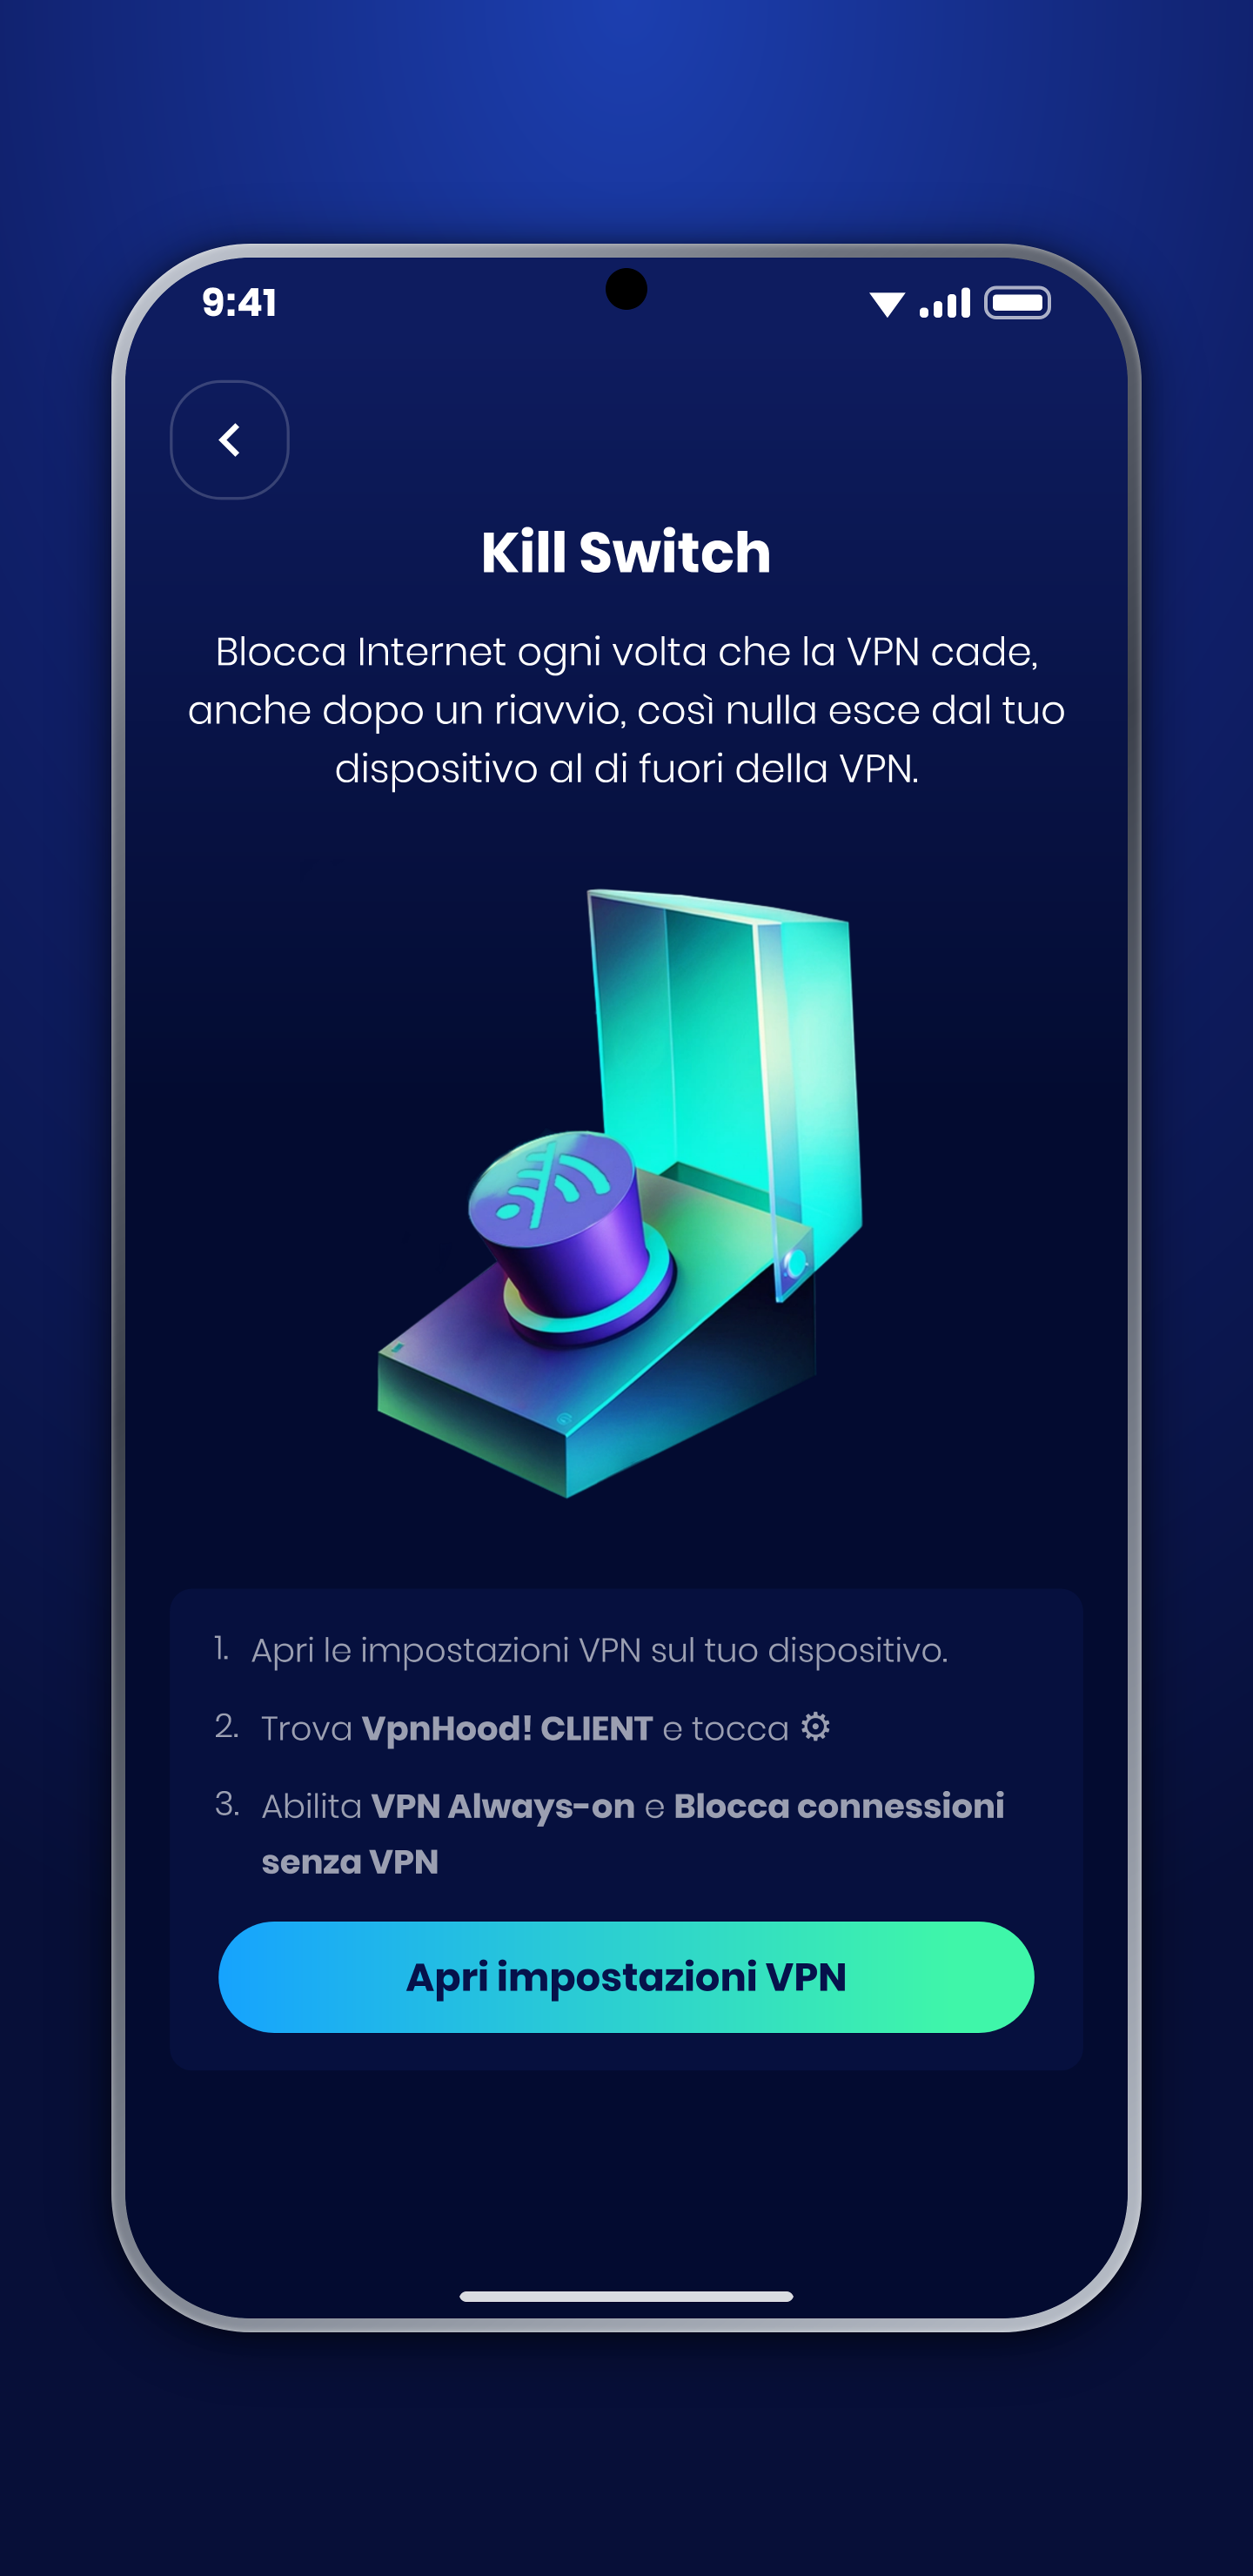 9:41
Kill Switch
Blocca Internet ogni volta che la VPN cade,
anche dopo un riavvio, così nulla esce dal tuo
dispositivo al di fuori della VPN.
1. Apri le impostazioni VPN sul tuo dispositivo.
2. Trova VpnHood! CLIENT e tocca ⚙
3. Abilita VPN Always-on e Blocca connessioni
senza VPN
Apri impostazioni VPN